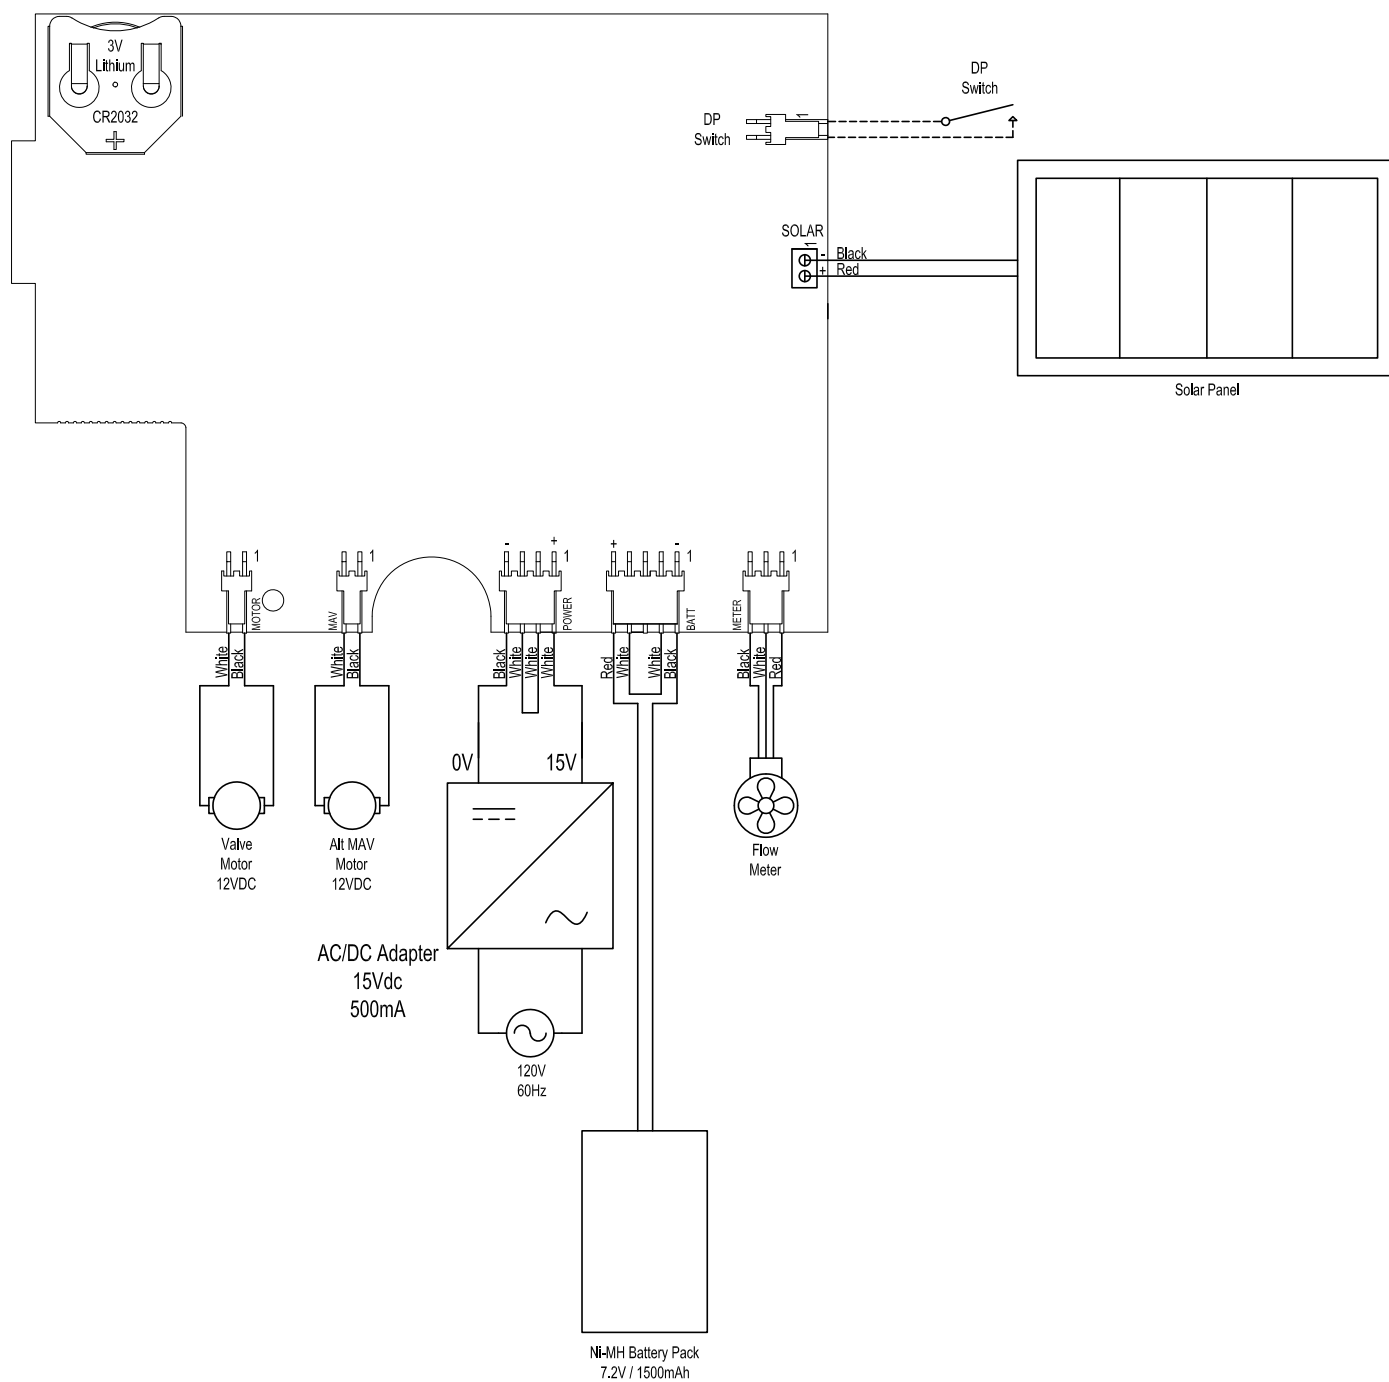 3V
Lithium
CR2032
DP
Switch
DP
Switch
1
SOLAR
1
- Black
+ Red
Solar Panel
1
MOTOR
1
MAV
- +
1
POWER
+ -
1
BATT
1
METER
White
Black
White
Black
Black
White
White
White
Red
White
White
Black
Black
White
Red
0V 15V
Valve
Motor
12VDC
Alt MAV
Motor
12VDC
Flow
Meter
AC/DC Adapter
15Vdc
500mA
120V
60Hz
Ni-MH Battery Pack
7.2V / 1500mAh